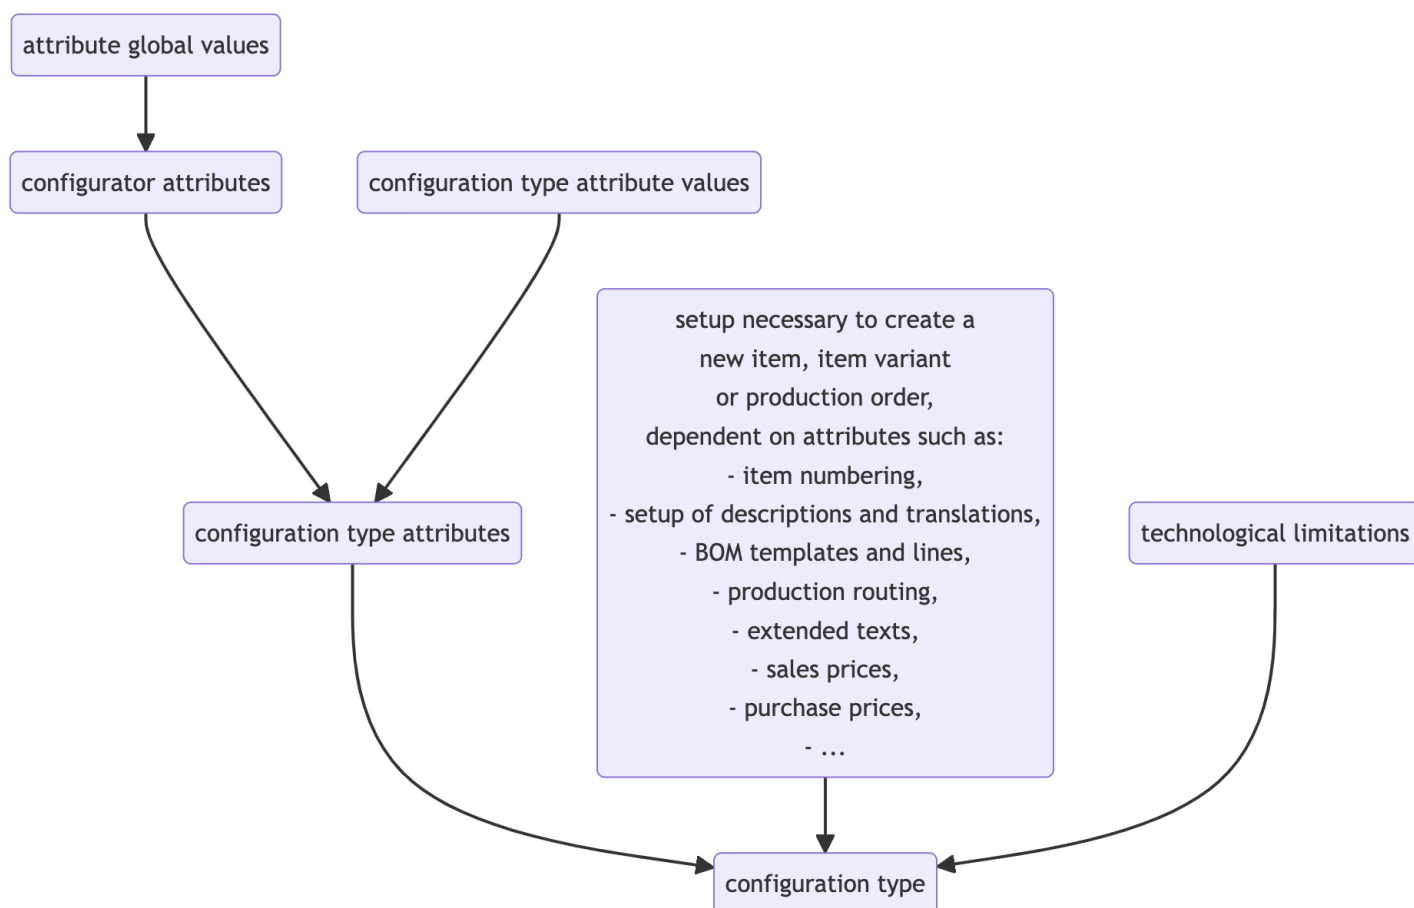 attribute global values
configurator attributes
configuration type attribute values
setup necessary to create a
new item, item variant
or production order,
dependent on attributes such as:
- item numbering,
- setup of descriptions and translations,
- BOM templates and lines,
- production routing,
- extended texts,
- sales prices,
- purchase prices,
- ...
configuration type attributes
technological limitations
configuration type